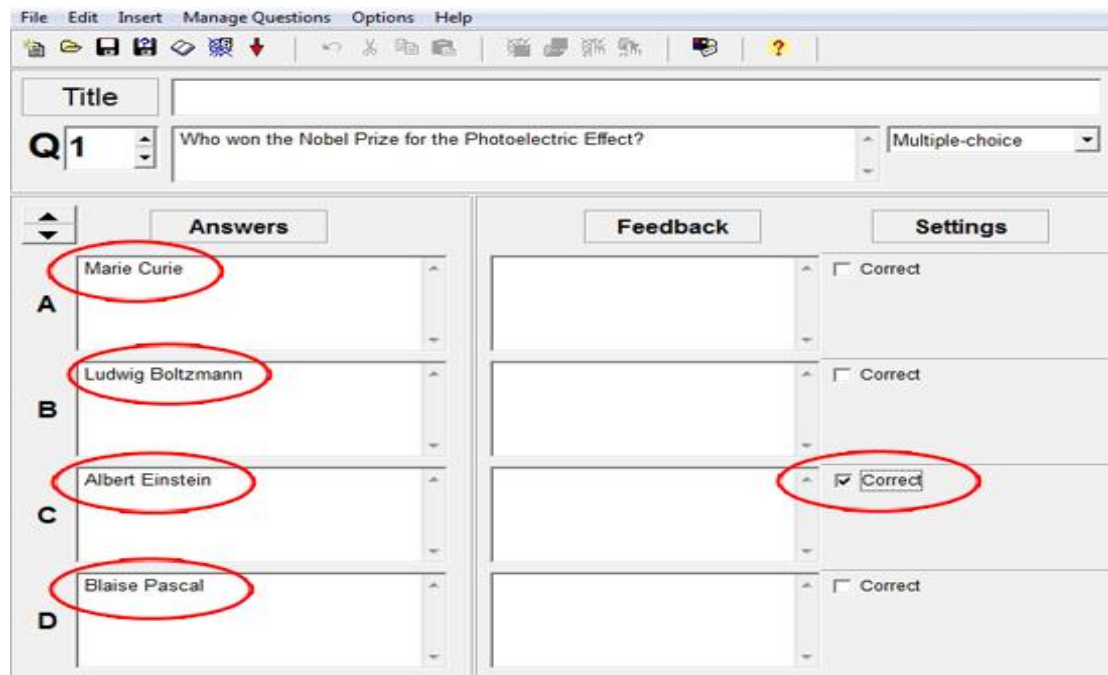 File Edit Insert Manage Questions Options Help
?
Title
Q 1 Who won the Nobel Prize for the Photoelectric Effect? Multiple-choice
Answers Feedback Settings
Marie Curie Correct
A
Ludwig Boltzmann Correct
B
Albert Einstein Correct
C
Blaise Pascal Correct
D